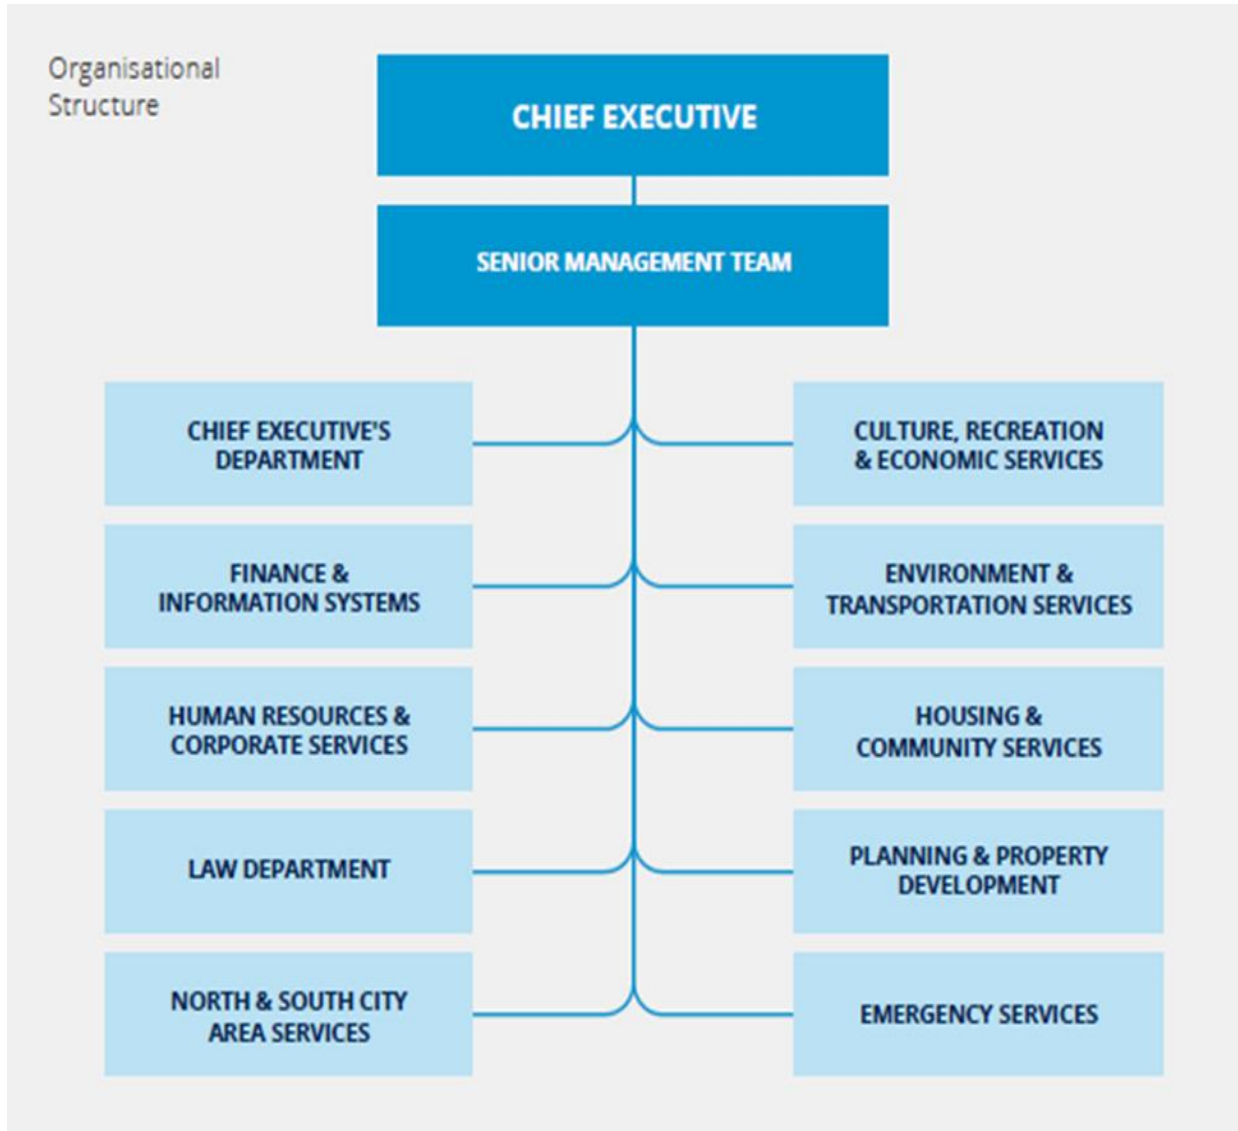 Organisational
Structure
CHIEF EXECUTIVE
SENIOR MANAGEMENT TEAM
CHIEF EXECUTIVE'S
DEPARTMENT
CULTURE, RECREATION
& ECONOMIC SERVICES
FINANCE &
INFORMATION SYSTEMS
ENVIRONMENT &
TRANSPORTATION SERVICES
HUMAN RESOURCES &
CORPORATE SERVICES
HOUSING &
COMMUNITY SERVICES
LAW DEPARTMENT
PLANNING & PROPERTY
DEVELOPMENT
NORTH & SOUTH CITY
AREA SERVICES
EMERGENCY SERVICES